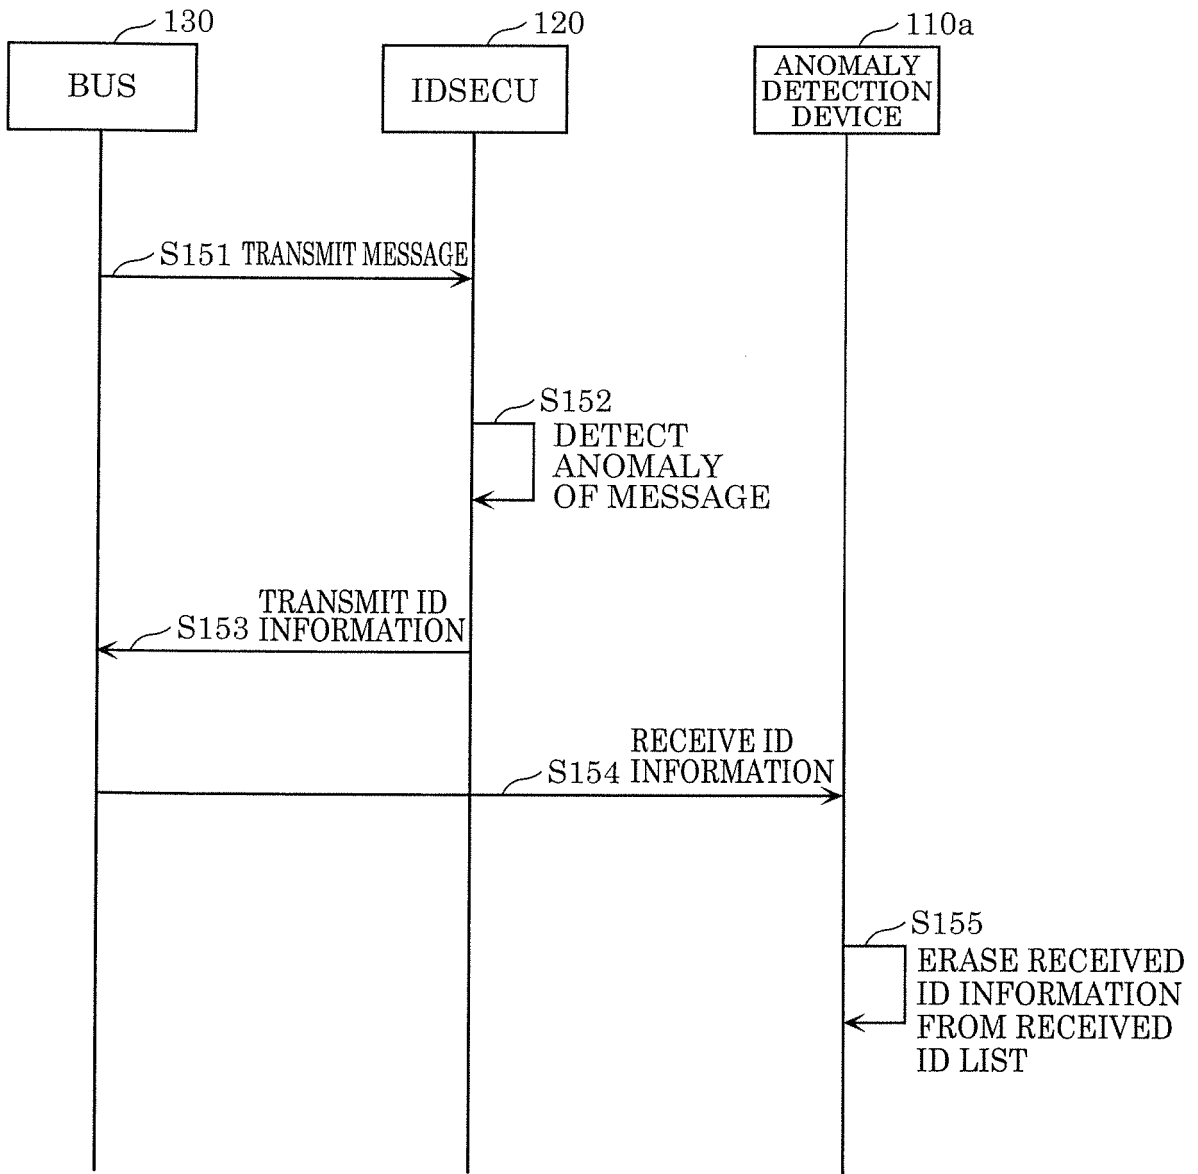 130
120
110a
BUS
IDSECU
ANOMALY
DETECTION
DEVICE
S151 TRANSMIT MESSAGE
S152
DETECT
ANOMALY
OF MESSAGE
TRANSMIT ID
S153 INFORMATION
RECEIVE ID
S154 INFORMATION
S155
ERASE RECEIVED
ID INFORMATION
FROM RECEIVED
ID LIST